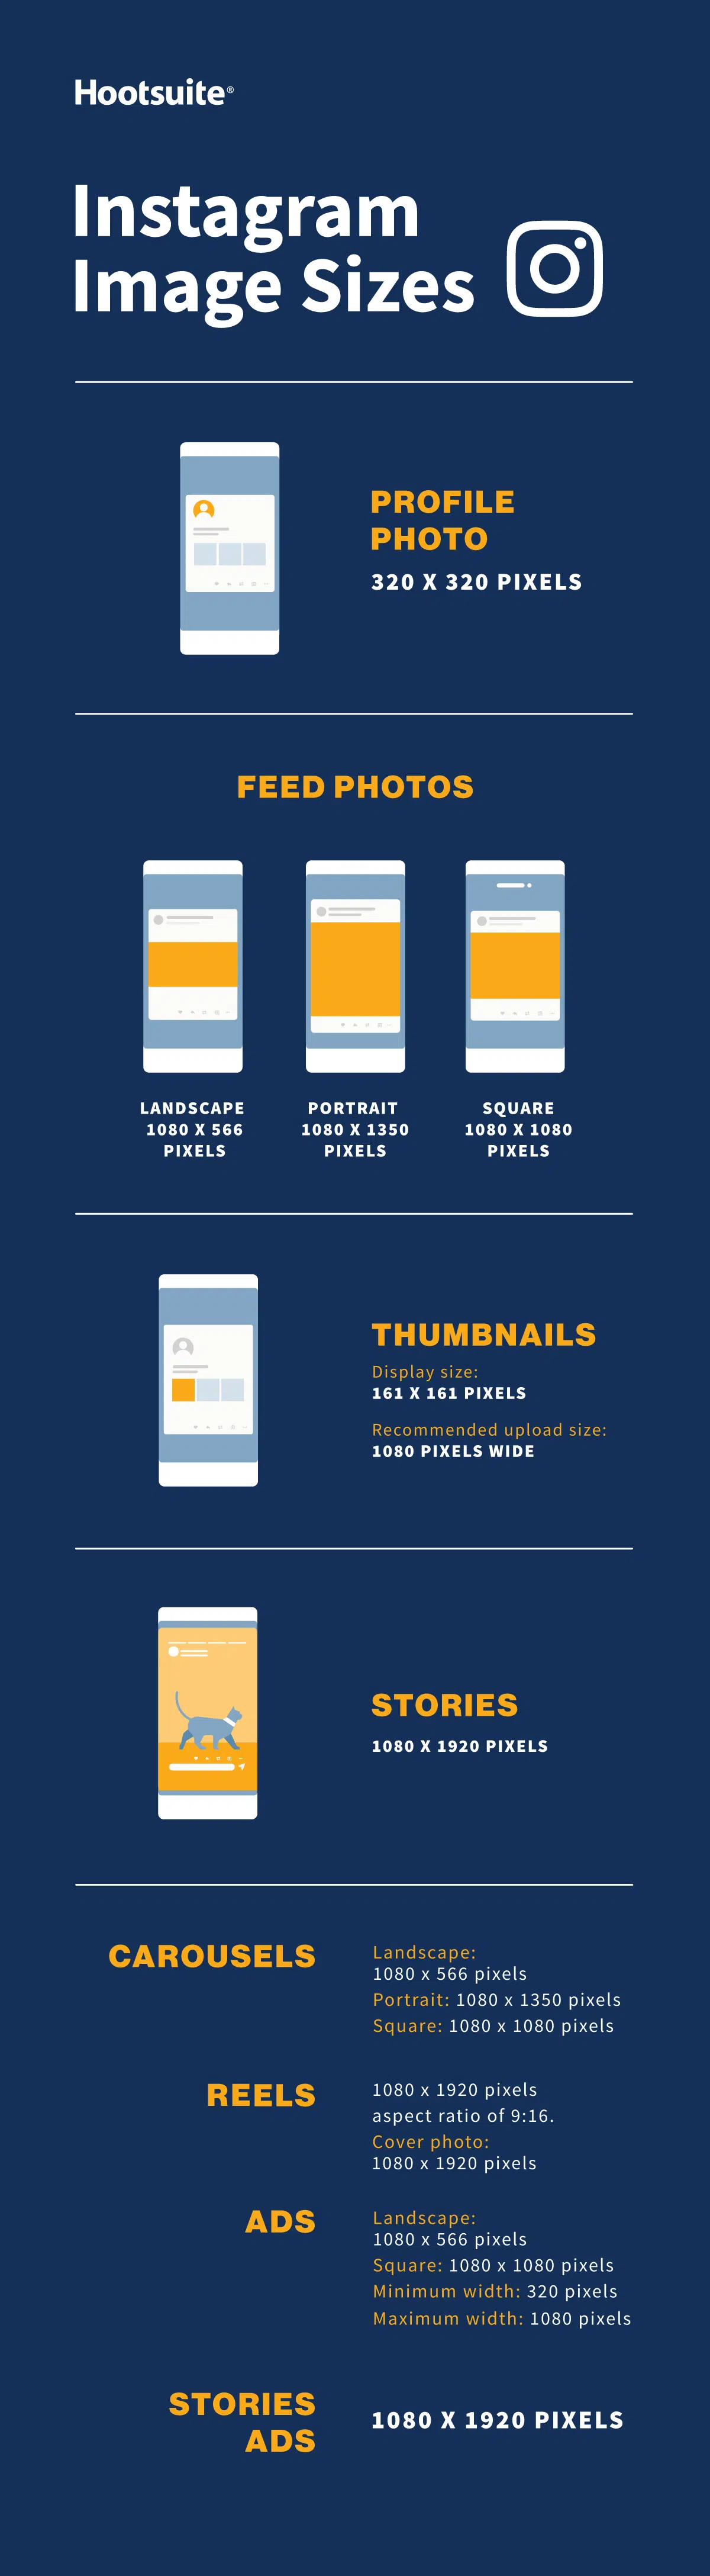 Hootsuite®
Instagram
Image Sizes
PROFILE
PHOTO
320 X 320 PIXELS
FEED PHOTOS
LANDSCAPE
1080 X 566
PIXELS
PORTRAIT
1080 X 1350
PIXELS
SQUARE
1080 X 1080
PIXELS
THUMBNAILS
Display size:
161 X 161 PIXELS
Recommended upload size:
1080 PIXELS WIDE
STORIES
1080 X 1920 PIXELS
CAROUSELS
Landscape:
1080 x 566 pixels
Portrait: 1080 x 1350 pixels
Square: 1080 x 1080 pixels
REELS
1080 x 1920 pixels
aspect ratio of 9:16.
Cover photo:
1080 x 1920 pixels
ADS
Landscape:
1080 x 566 pixels
Square: 1080 x 1080 pixels
Minimum width: 320 pixels
Maximum width: 1080 pixels
STORIES
ADS
1080 X 1920 PIXELS